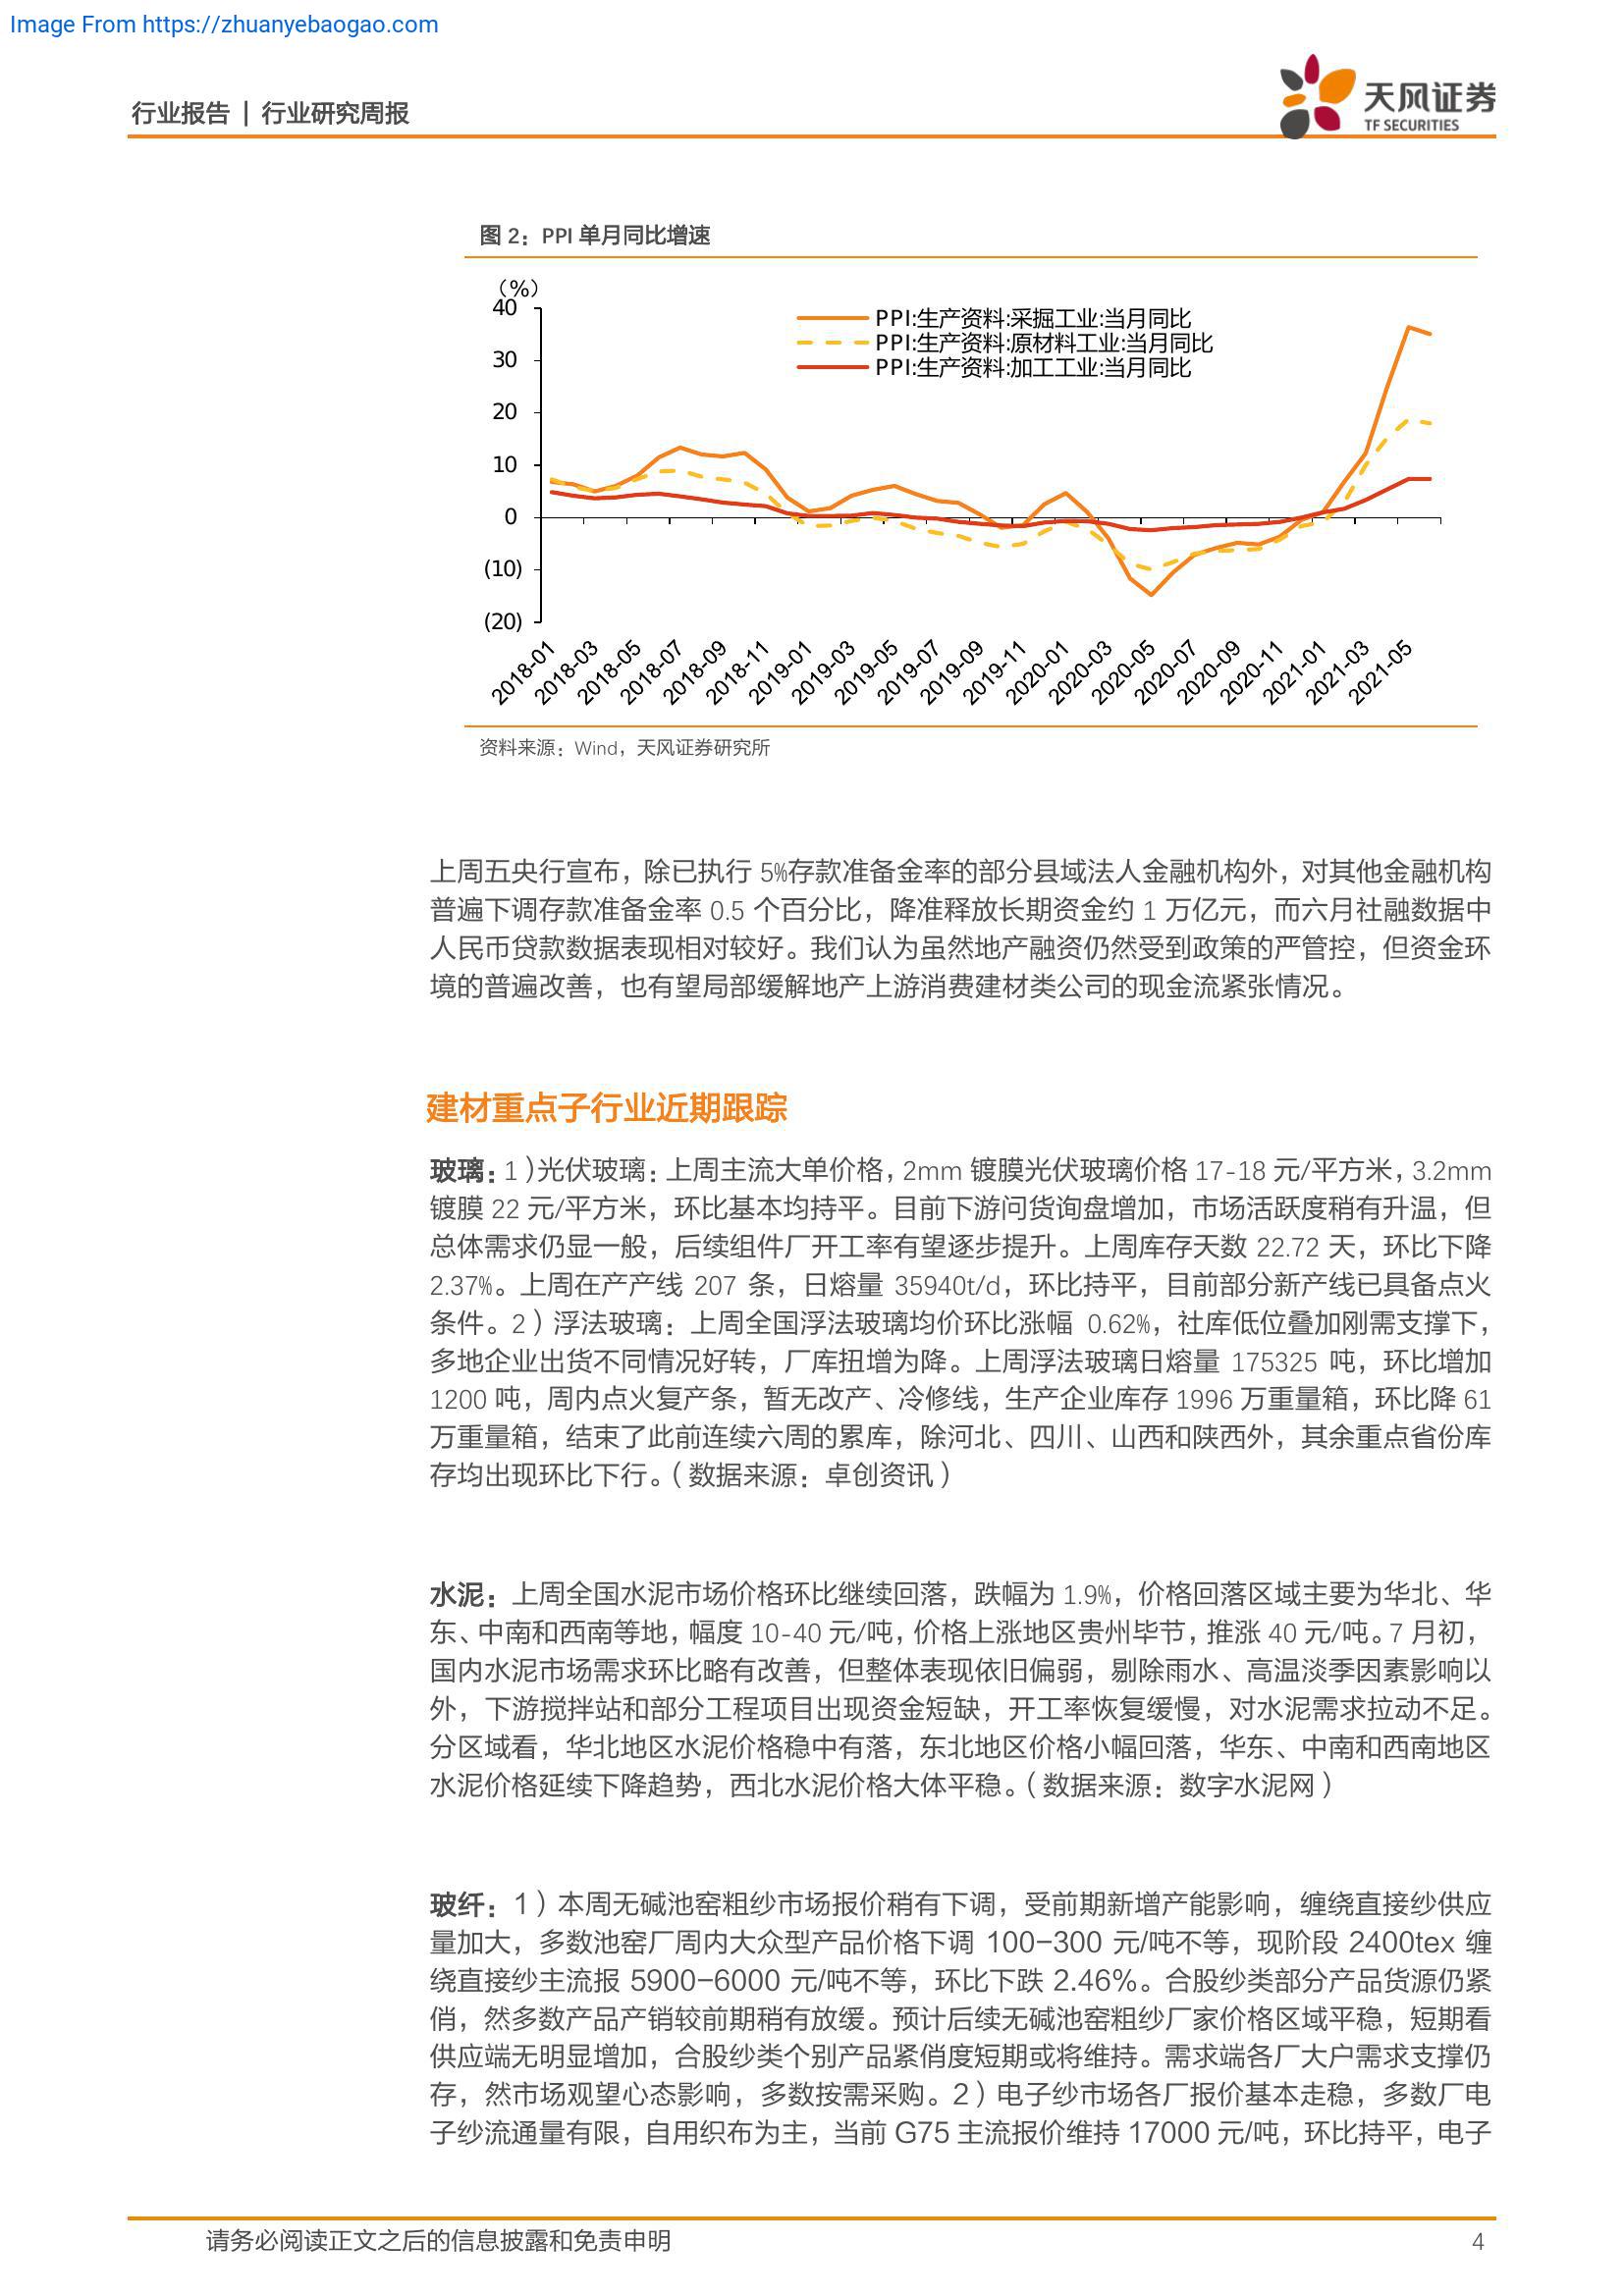 Image From https://zhuanyebaogao.com
行业报告 | 行业研究周报
天风证券
TF SECURITIES
图 2：PPI 单月同比增速
（%）
40
30
20
10
0
(10)
(20)
PPI:生产资料:采掘工业:当月同比
PPI:生产资料:原材料工业:当月同比
PPI:生产资料:加工工业:当月同比
2018-01
2018-03
2018-05
2018-07
2018-09
2018-11
2019-01
2019-03
2019-05
2019-07
2019-09
2019-11
2020-01
2020-03
2020-05
2020-07
2020-09
2020-11
2021-01
2021-03
2021-05
资料来源：Wind，天风证券研究所
上周五央行宣布，除已执行 5%存款准备金率的部分县域法人金融机构外，对其他金融机构
普遍下调存款准备金率 0.5 个百分比，降准释放长期资金约 1 万亿元，而六月社融数据中
人民币贷款数据表现相对较好。我们认为虽然地产融资仍然受到政策的严管控，但资金环
境的普遍改善，也有望局部缓解地产上游消费建材类公司的现金流紧张情况。
建材重点子行业近期跟踪
玻璃：1）光伏玻璃：上周主流大单价格，2mm 镀膜光伏玻璃价格 17-18 元/平方米，3.2mm
镀膜 22 元/平方米，环比基本均持平。目前下游问货询盘增加，市场活跃度稍有升温，但
总体需求仍显一般，后续组件厂开工率有望逐步提升。上周库存天数 22.72 天，环比下降
2.37%。上周在产产线 207 条，日熔量 35940t/d，环比持平，目前部分新产线已具备点火
条件。2）浮法玻璃：上周全国浮法玻璃均价环比涨幅 0.62%，社库低位叠加刚需支撑下，
多地企业出货不同情况好转，厂库扭增为降。上周浮法玻璃日熔量 175325 吨，环比增加
1200 吨，周内点火复产条，暂无改产、冷修线，生产企业库存 1996 万重量箱，环比降 61
万重量箱，结束了此前连续六周的累库，除河北、四川、山西和陕西外，其余重点省份库
存均出现环比下行。（数据来源：卓创资讯）
水泥：上周全国水泥市场价格环比继续回落，跌幅为 1.9%，价格回落区域主要为华北、华
东、中南和西南等地，幅度 10-40 元/吨，价格上涨地区贵州毕节，推涨 40 元/吨。7 月初，
国内水泥市场需求环比略有改善，但整体表现依旧偏弱，剔除雨水、高温淡季因素影响以
外，下游搅拌站和部分工程项目出现资金短缺，开工率恢复缓慢，对水泥需求拉动不足。
分区域看，华北地区水泥价格稳中有落，东北地区价格小幅回落，华东、中南和西南地区
水泥价格延续下降趋势，西北水泥价格大体平稳。（数据来源：数字水泥网）
玻纤：1）本周无碱池窑粗纱市场报价稍有下调，受前期新增产能影响，缠绕直接纱供应
量加大，多数池窑厂周内大众型产品价格下调 100-300 元/吨不等，现阶段 2400tex 缠
绕直接纱主流报 5900-6000 元/吨不等，环比下跌 2.46%。合股纱类部分产品货源仍紧
俏，然多数产品产销较前期稍有放缓。预计后续无碱池窑粗纱厂家价格区域平稳，短期看
供应端无明显增加，合股纱类个别产品紧俏度短期或将维持。需求端各厂大户需求支撑仍
存，然市场观望心态影响，多数按需采购。2）电子纱市场各厂报价基本走稳，多数厂电
子纱流通量有限，自用织布为主，当前 G75 主流报价维持 17000 元/吨，环比持平，电子
请务必阅读正文之后的信息披露和免责申明
4